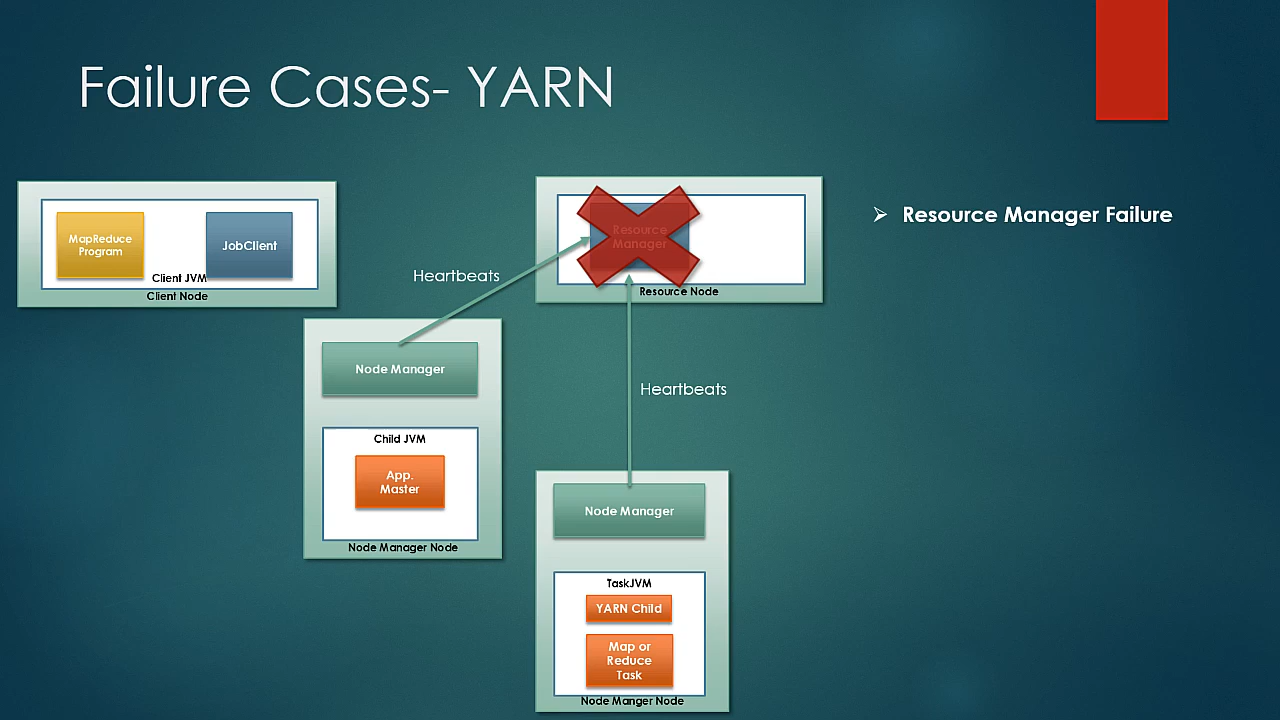 Failure Cases- YARN
MapReduce
Program
JobClient
Client JVM
Client Node
Resource
Manager
Resource Node
Resource Manager Failure
Heartbeats
Node Manager
Child JVM
App.
Master
Node Manager Node
Heartbeats
Node Manager
TaskJVM
YARN Child
Map or
Reduce
Task
Node Manger Node